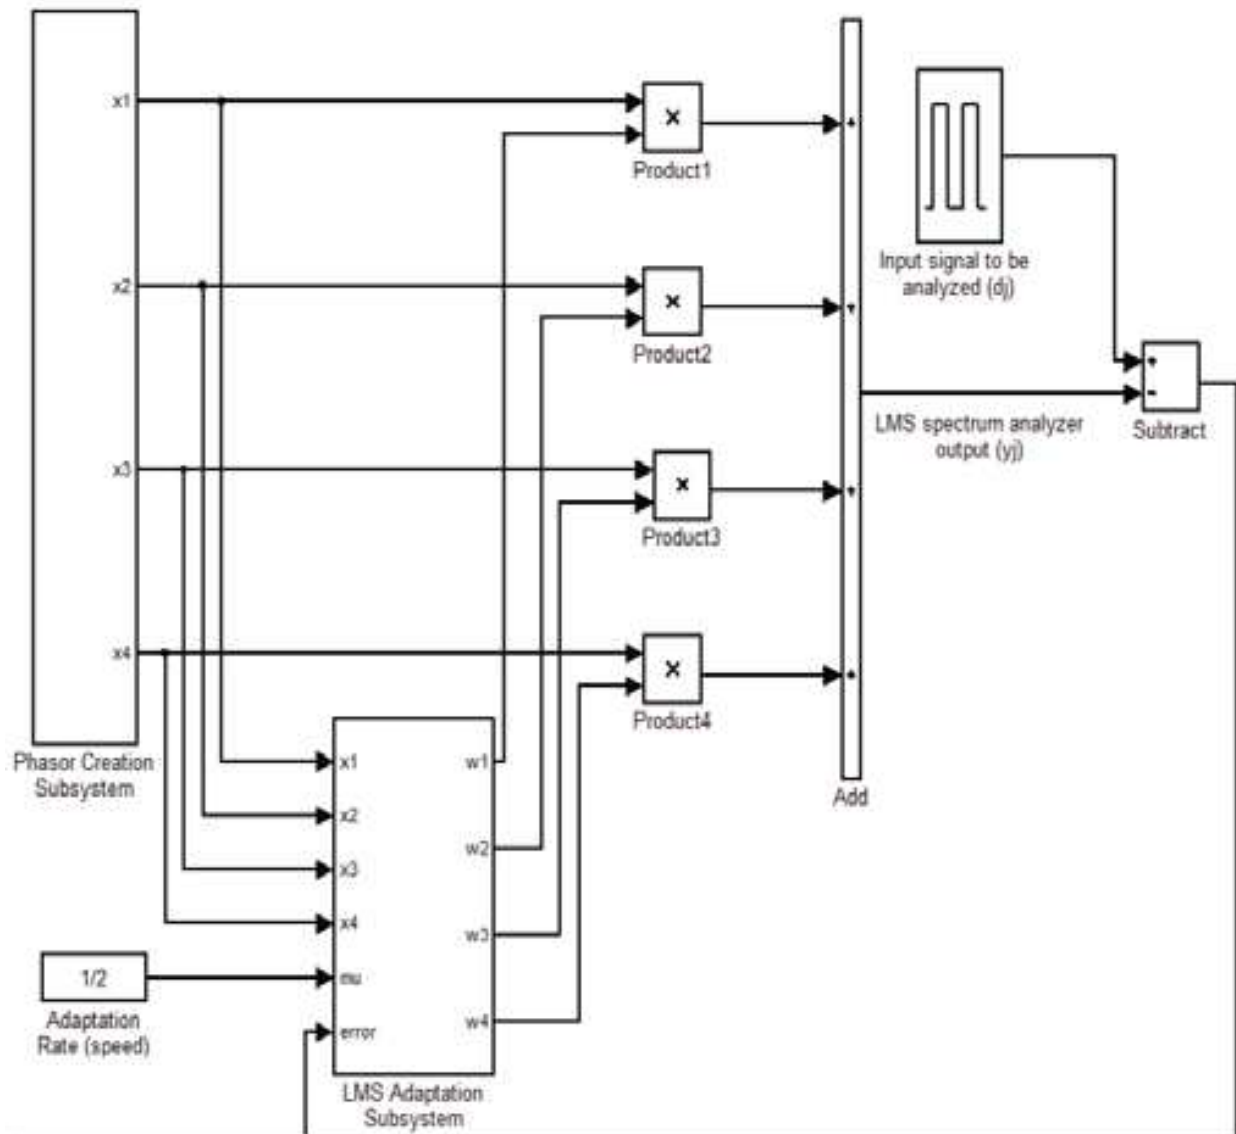 x1
x2
x3
x4
Phasor Creation
Subsystem
Product1
Product2
Product3
Product4
Add
Input signal to be
analyzed (dj)
LMS spectrum analyzer
output (yj)
Subtract
x1
x2
x3
x4
mu
error
w1
w2
w3
w4
LMS Adaptation
Subsystem
1/2
Adaptation
Rate (speed)